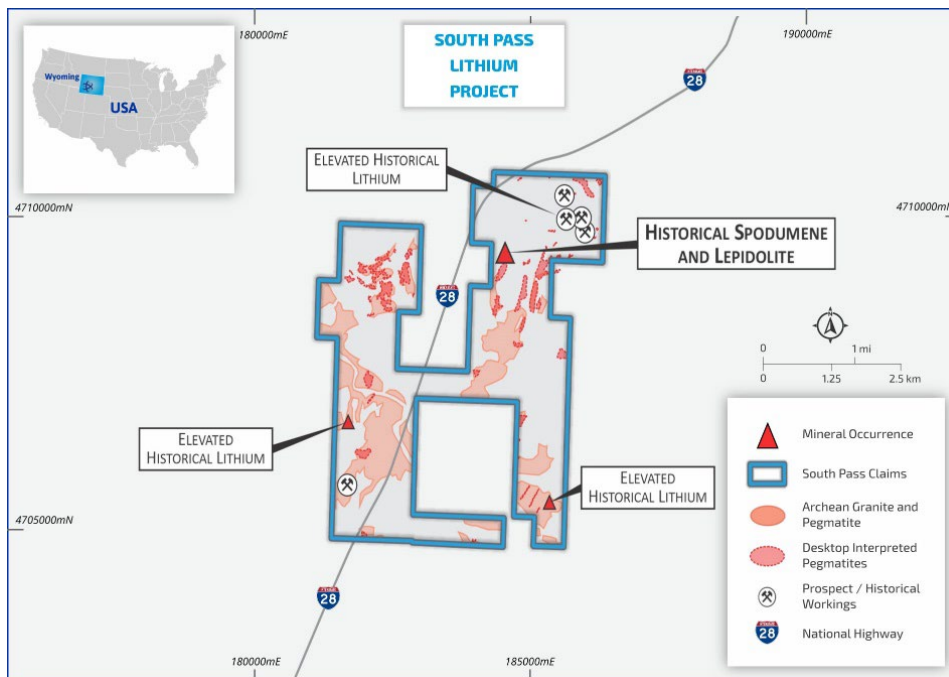 180000mE
190000mE
SOUTH PASS
LITHIUM
PROJECT
28
Wyoming
USA
ELEVATED HISTORICAL
LITHIUM
4710000mN
4710000mN
HISTORICAL SPODUMENE
AND LEPIDOLITE
28
0
1 mi
0
1.25
2.5 km
Mineral Occurrence
ELEVATED
HISTORICAL LITHIUM
South Pass Claims
ELEVATED
HISTORICAL LITHIUM
Archean Granite and
Pegmatite
4705000mN
Desktop Interpreted
Pegmatites
Prospect / Historical
Workings
28
28
National Highway
180000mE
185000mE